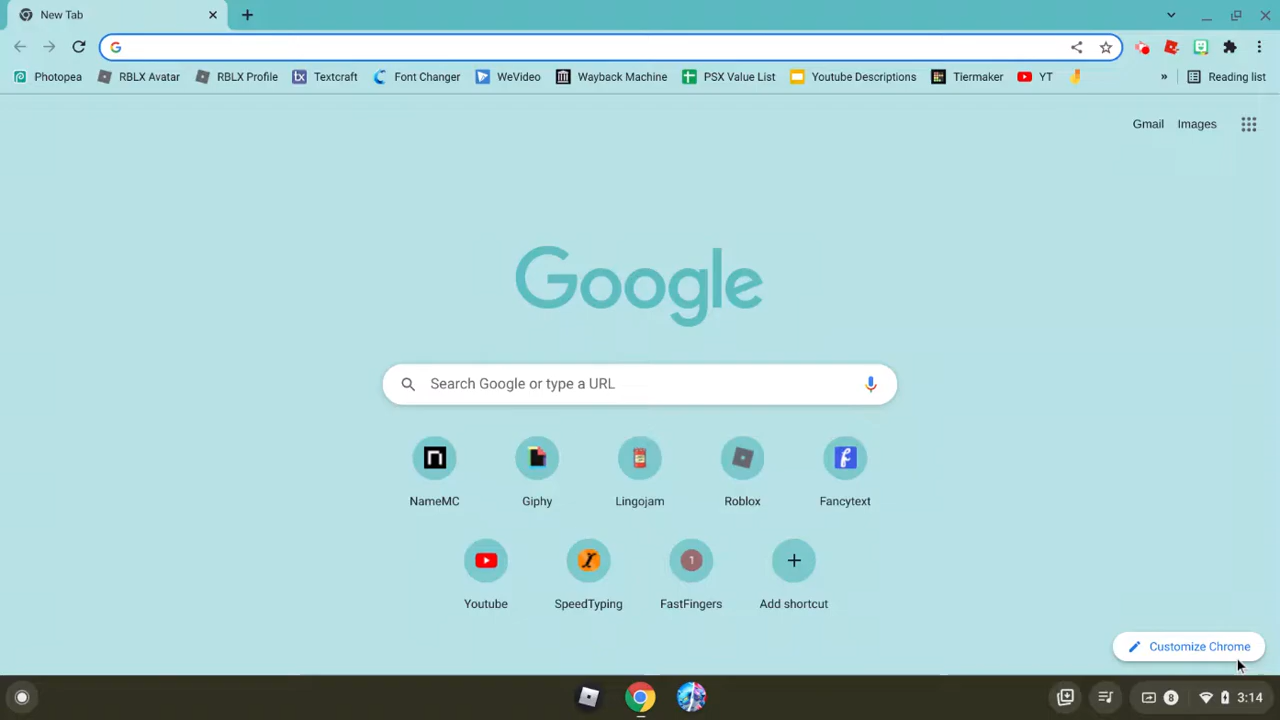 New Tab
Photopea RBLX Avatar RBLX Profile Textcraft Font Changer WeVideo Wayback Machine PSX Value List Youtube Descriptions Tiermaker YT » Reading list
Gmail Images
Google
Search Google or type a URL
NameMC Giphy Lingojam Roblox Fancytext
1
Youtube SpeedTyping FastFingers Add shortcut
Customize Chrome
8 3:14